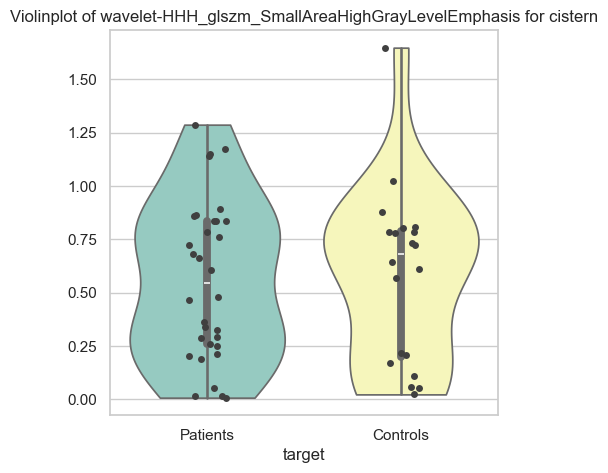 Violinplot of wavelet-HHH_glszm_SmallAreaHighGrayLevelEmphasis for cistern
1.50
1.25
1.00
0.75
0.50
0.25
0.00
Patients Controls
target